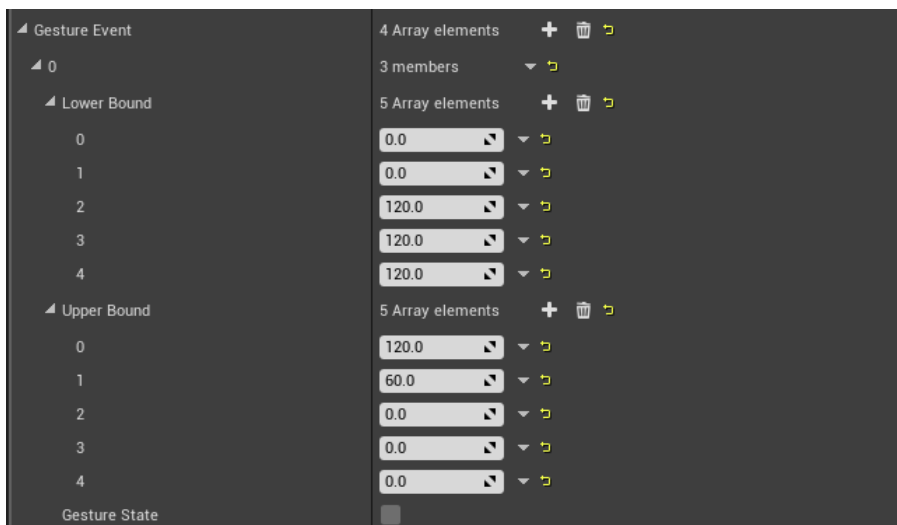 Gesture Event 4 Array elements
0 3 members
Lower Bound 5 Array elements
0 0.0
1 0.0
2 120.0
3 120.0
4 120.0
Upper Bound 5 Array elements
0 120.0
1 60.0
2 0.0
3 0.0
4 0.0
Gesture State